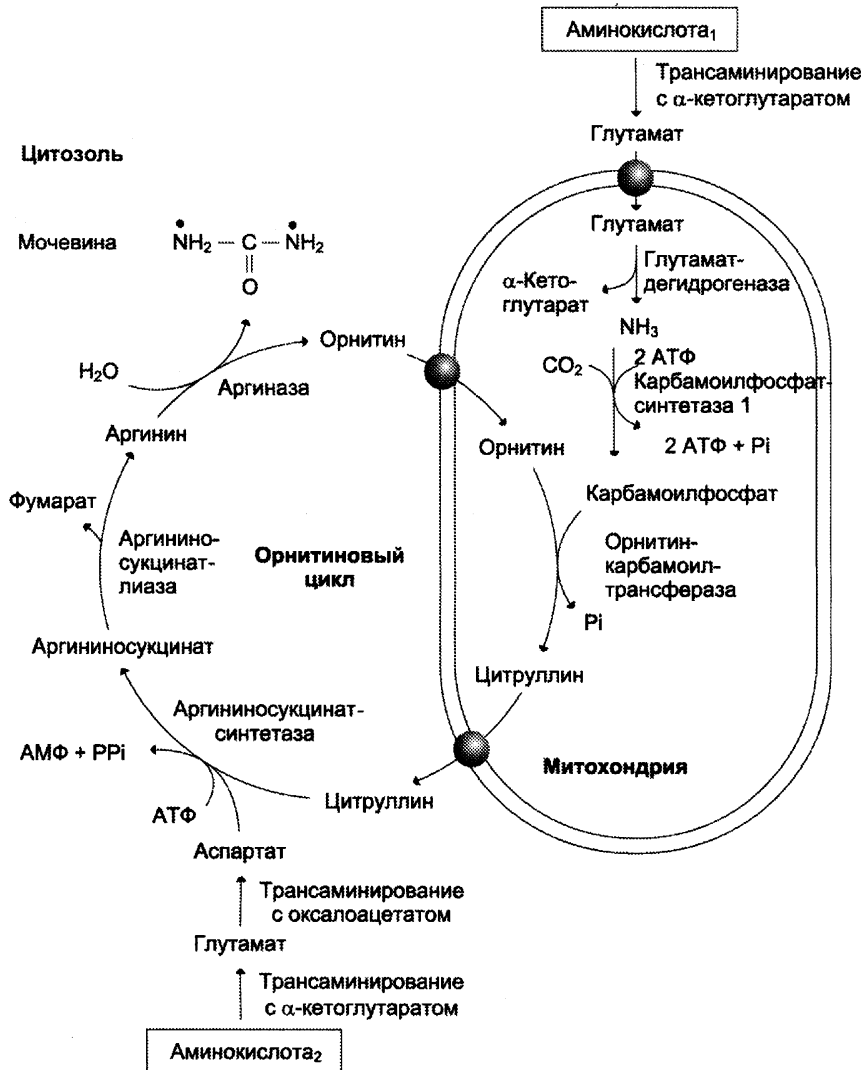 Аминокислота₁
Трансаминирование
с α-кетоглутаратом
Глутамат
Цитозоль
Мочевина
NH₂ — C — NH₂
O
Глутамат
Глутамат-
дегидрогеназа
α-Кето-
глутарат
NH₃
CO₂
2 АТФ
Карбамоилфосфат-
синтетаза 1
2 АТФ + Pi
Карбамоилфосфат
Орнитин
H₂O
Аргиназа
Аргинин
Орнитин
Фумарат
Аргинино-
сукцинат-
лиаза
Орнитиновый
цикл
Орнитин-
карбамоил-
трансфераза
Pi
Аргининосукцинат
Цитруллин
Аргининосукцинат-
синтетаза
АМФ + PPi
Митохондрия
АТФ
Цитруллин
Аспартат
Трансаминирование
с оксалоацетатом
Глутамат
Трансаминирование
с α-кетоглутаратом
Аминокислота₂